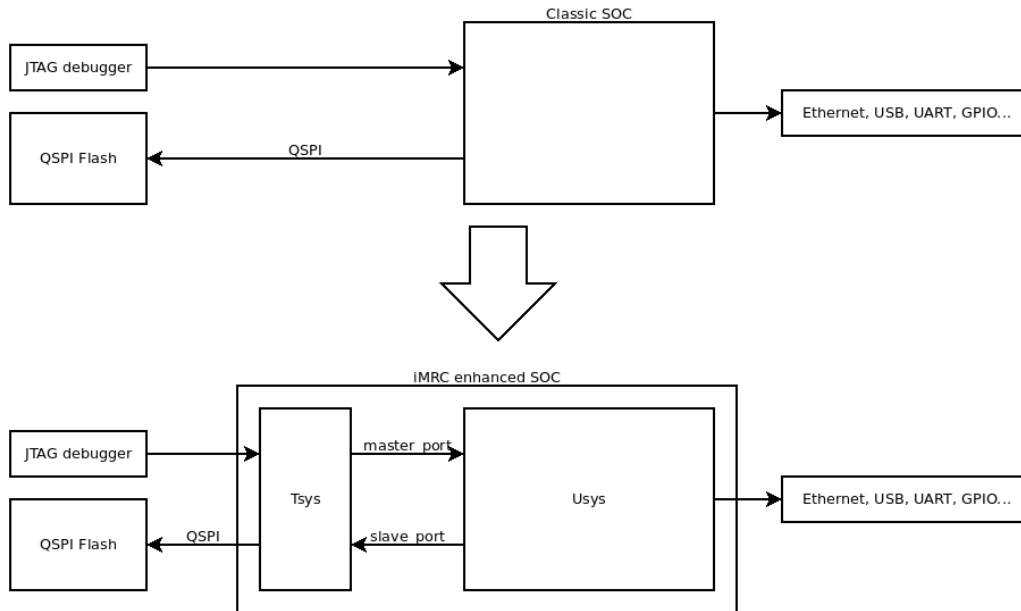 Classic SOC
JTAG debugger
Ethernet, USB, UART, GPIO...
QSPI Flash
QSPI
iMRC enhanced SOC
JTAG debugger
master_port
Tsys
Usys
Ethernet, USB, UART, GPIO...
QSPI Flash
QSPI
slave_port